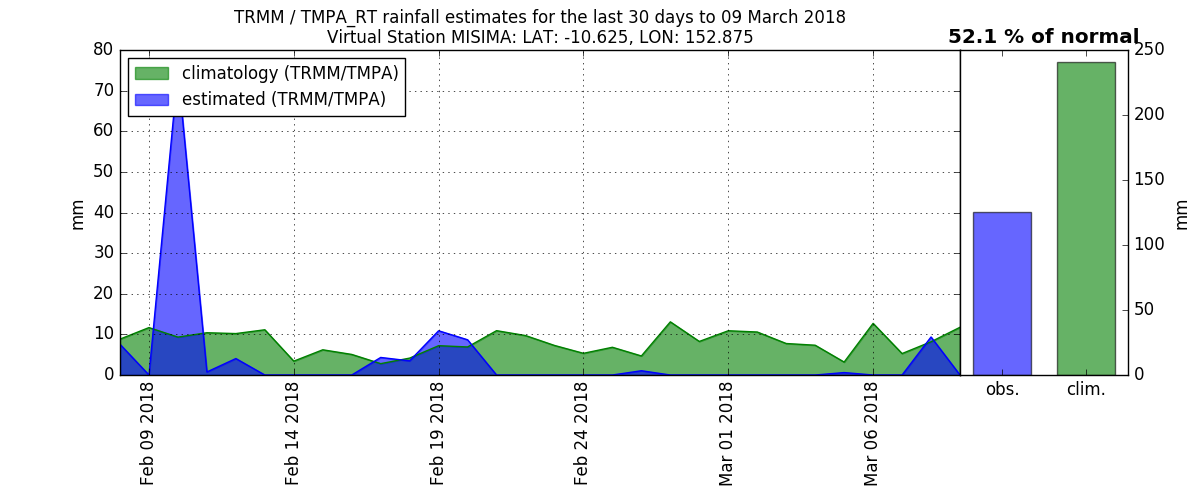 TRMM / TMPA_RT rainfall estimates for the last 30 days to 09 March 2018
Virtual Station MISIMA: LAT: -10.625, LON: 152.875
52.1 % of normal
climatology (TRMM/TMPA)
estimated (TRMM/TMPA)
mm
80
70
60
50
40
30
20
10
0
Feb 09 2018
Feb 14 2018
Feb 19 2018
Feb 24 2018
Mar 01 2018
Mar 06 2018
obs.
clim.
250
200
150
100
50
0
mm